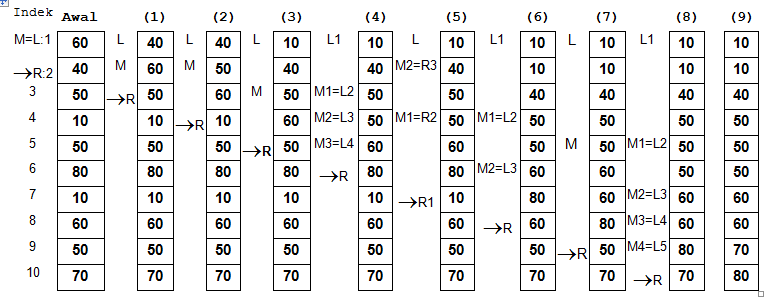 Indek Awal (1) (2) (3) (4) (5) (6) (7) (8) (9)
M=L:1 60 L 40 L 40 L 10 L1 10 L 10 L1 10 L 10 L1 10 10
→R:2 40 M 60 M 50 40 40 M2=R3 40 10 10 10 10
3 50 →R 50 60 M 50 M1=L2 50 50 40 40 40 40
4 10 10 →R 10 60 M2=L3 50 M1=R2 50 M1=L2 50 50 50 50
5 50 50 50 →R 50 M3=L4 60 60 50 M 50 M1=L2 50 50
6 80 80 80 80 →R 80 80 M2=L3 60 60 50 50
7 10 10 10 10 10 →R1 10 80 80 M2=L3 60 60
8 60 60 60 60 60 60 →R 60 60 M3=L4 60 60
9 50 50 50 50 50 50 50 →R 50 M4=L5 80 70
10 70 70 70 70 70 70 70 70 →R 70 80